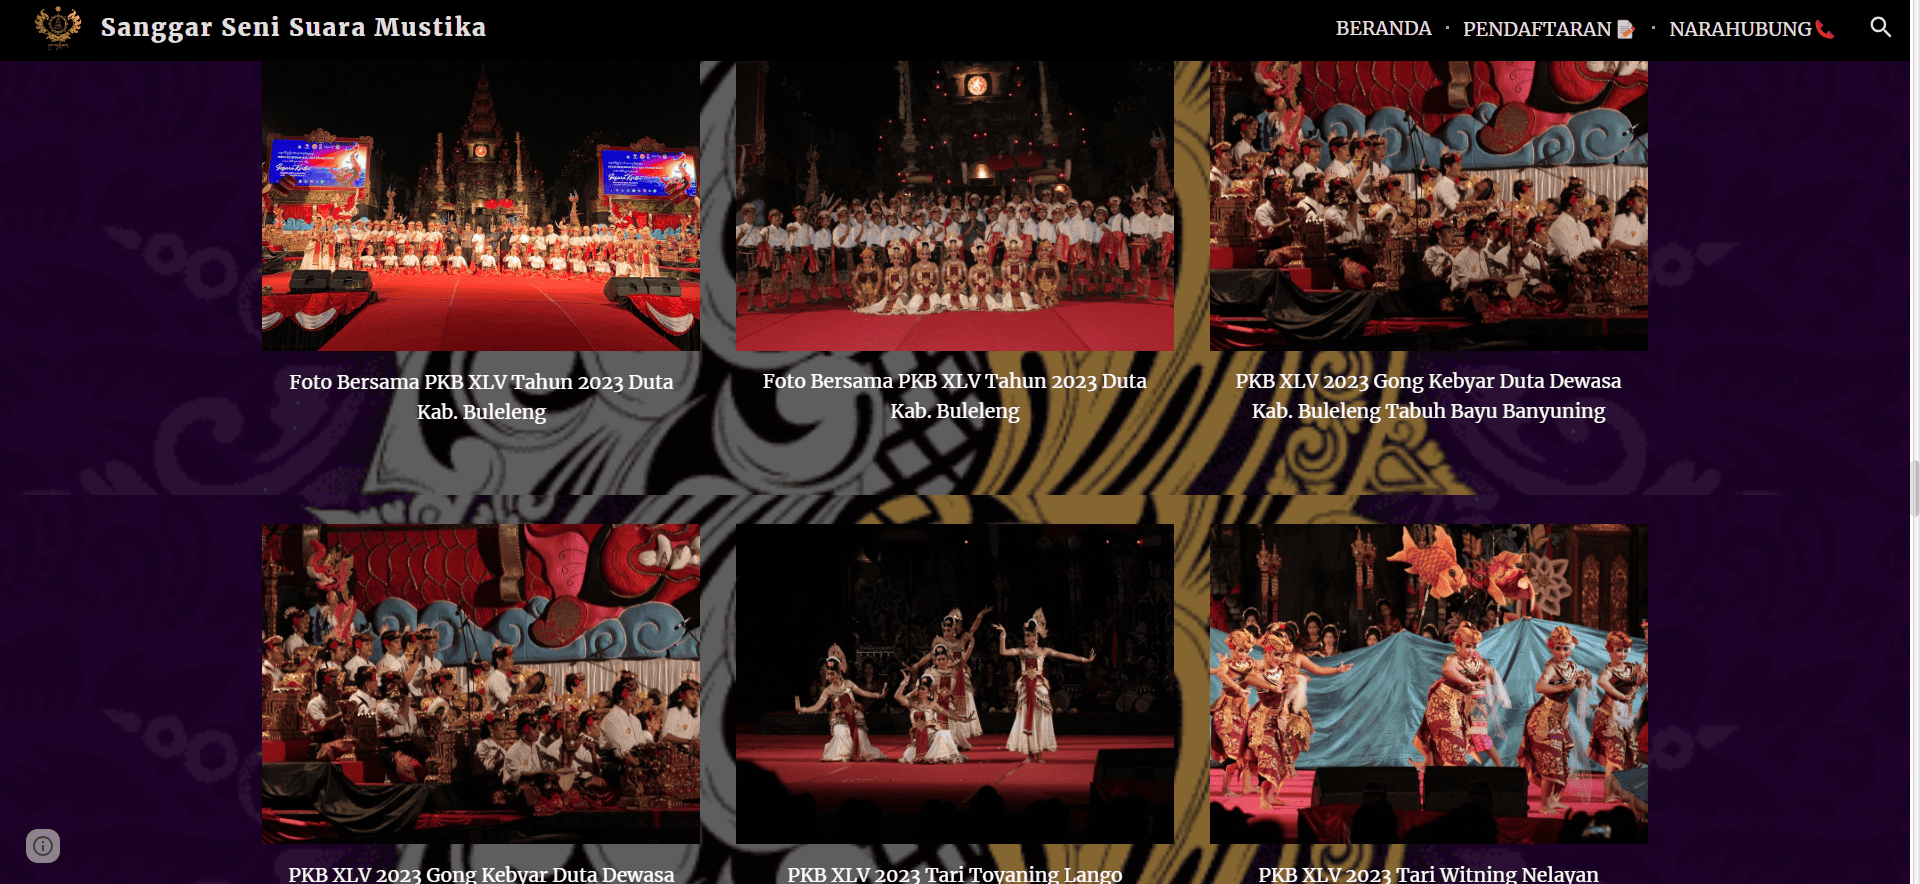 Sanggar Seni Suara Mustika
BERANDA · PENDAFTARAN · NARAHUBUNG
Foto Bersama PKB XLV Tahun 2023 Duta
Kab. Buleleng
Foto Bersama PKB XLV Tahun 2023 Duta
Kab. Buleleng
PKB XLV 2023 Gong Kebyar Duta Dewasa
Kab. Buleleng Tabuh Bayu Banyuning
PKB XLV 2023 Gong Kebyar Duta Dewasa
PKB XLV 2023 Tari Toyaning Lango
PKB XLV 2023 Tari Witning Nelayan